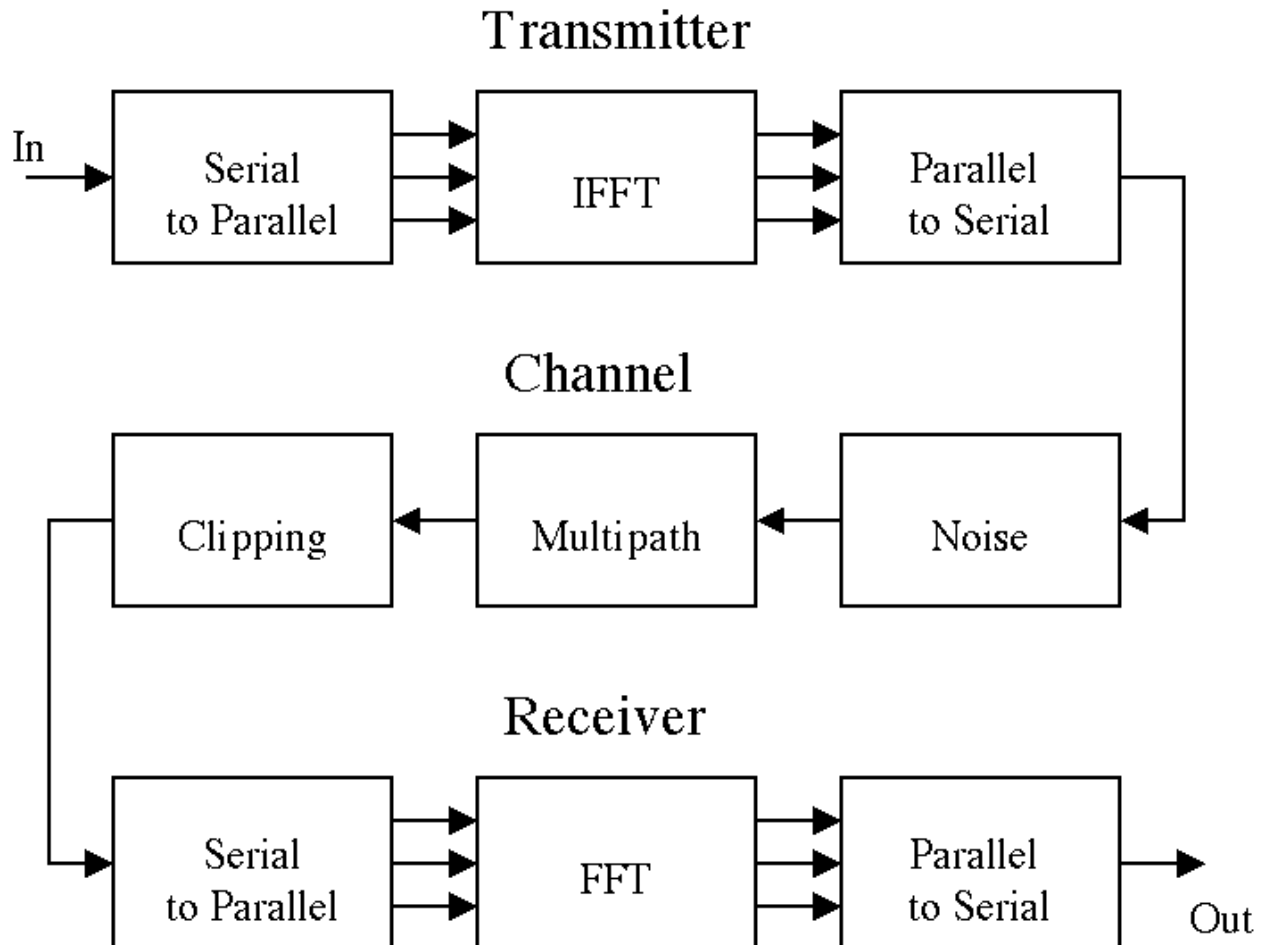 Transmitter
In
Serial
to Parallel
IFFT
Parallel
to Serial
Channel
Clipping
Multipath
Noise
Receiver
Serial
to Parallel
FFT
Parallel
to Serial
Out